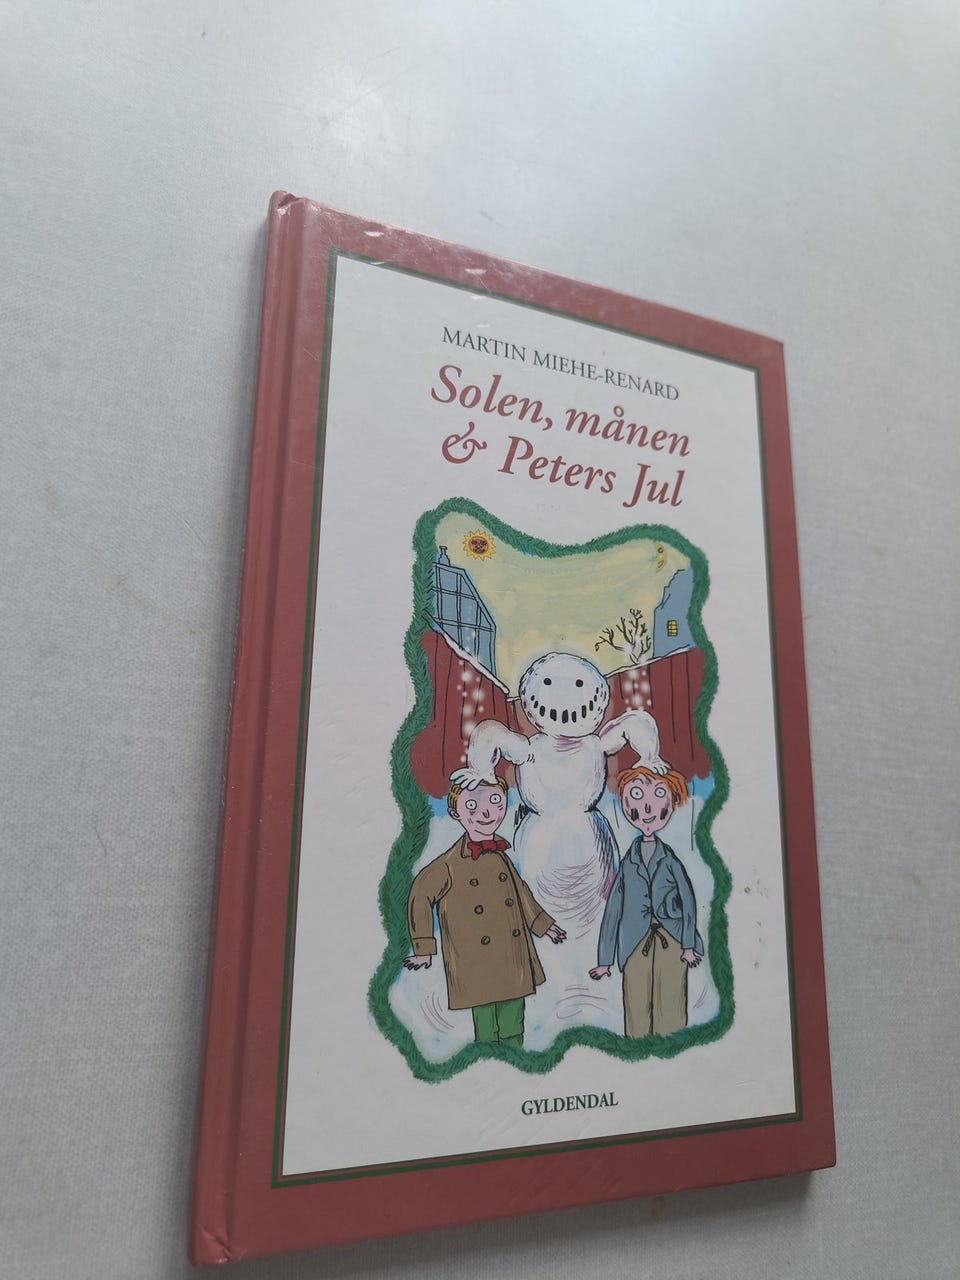 MARTIN MIEHE-RENARD
Solen, månen
& Peters Jul
GYLDENDAL